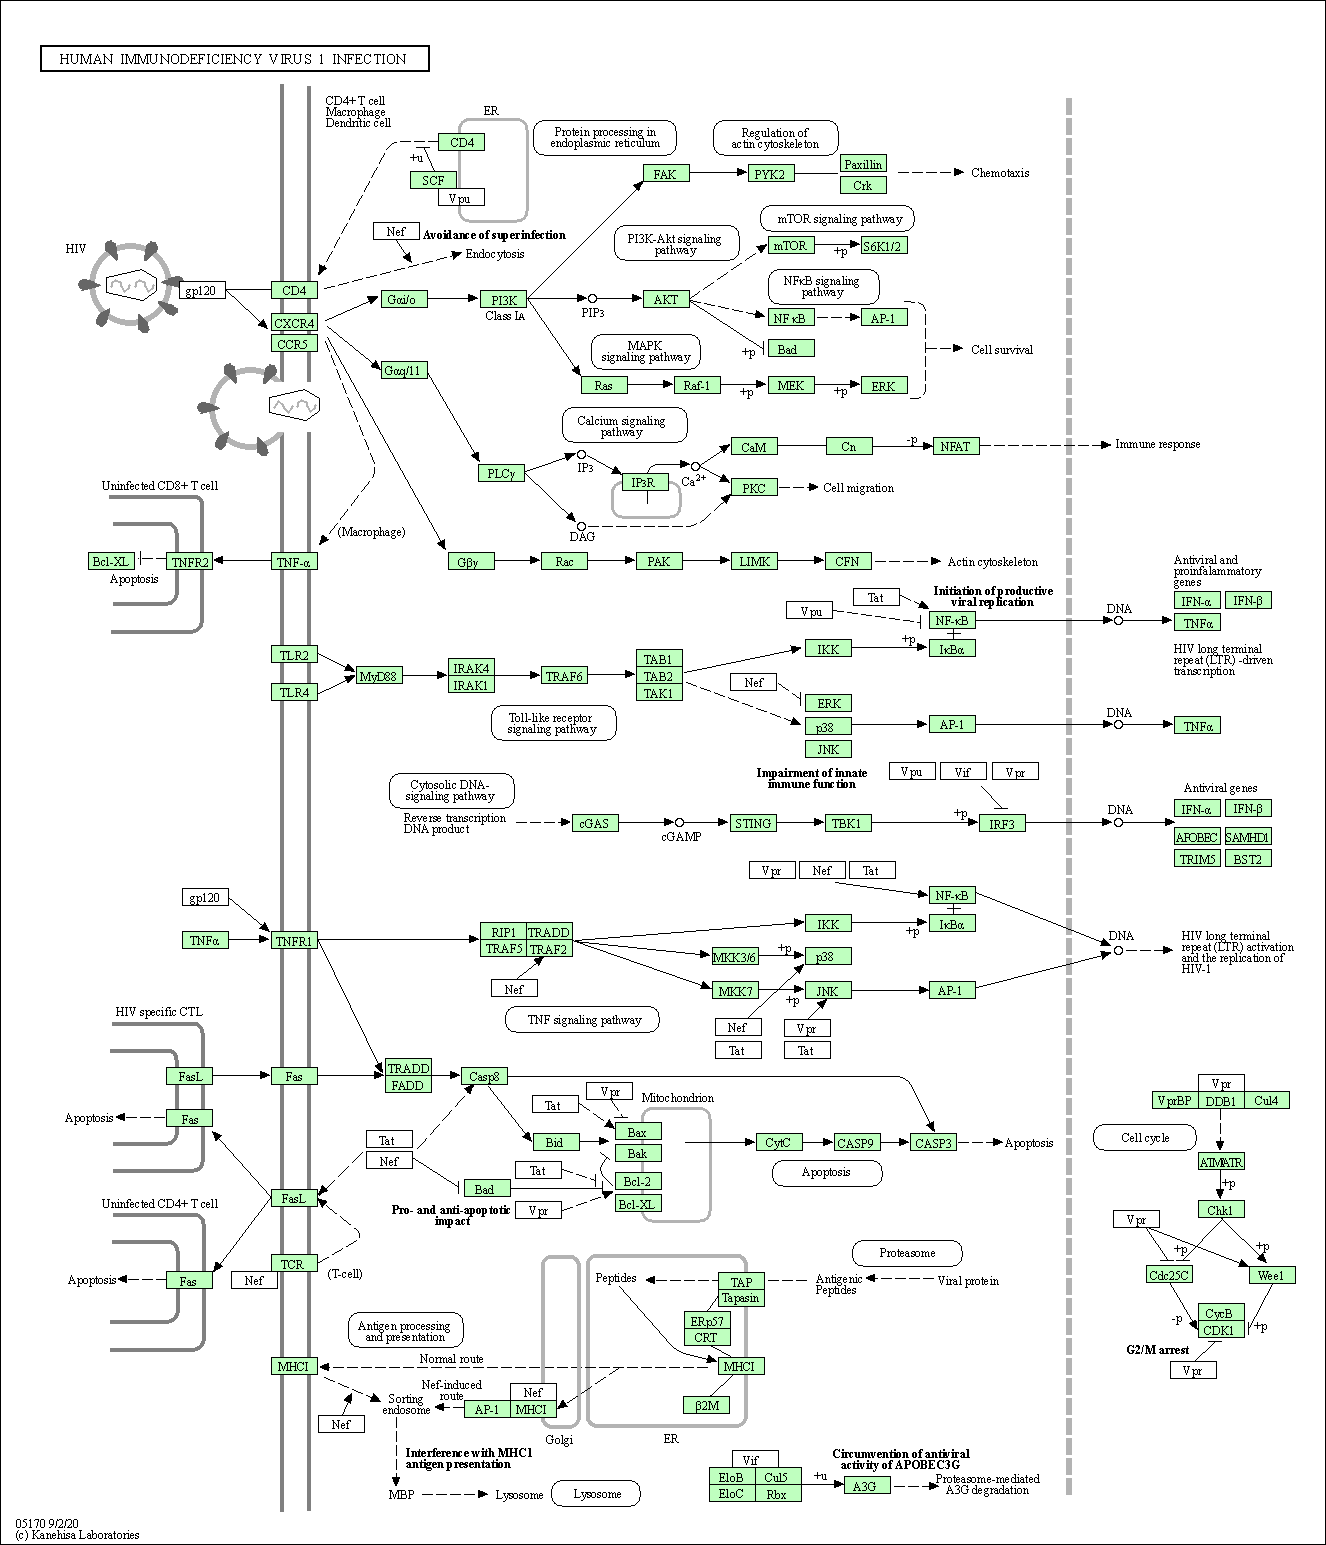 HUMAN IMMUNODEFICIENCY VIRUS 1 INFECTION
CD4+ T cell
Macrophage
Dendritic cell
ER
CD4
+u
SCF
Vpu
Protein processing in
endoplasmic reticulum
Regulation of
actin cytoskeleton
FAK
PYK2
Paxillin
Crk
Chemotaxis
Nef
Avoidance of superinfection
Endocytosis
HIV
gp120
CD4
CXCR4
CCR5
Gαi/o
PI3K
Class IA
PIP3
AKT
PI3K-Akt signaling
pathway
mTOR signaling pathway
mTOR
+p
S6K1/2
NFκB signaling
pathway
NFκB
AP-1
+p
Bad
Cell survival
MAPK
signaling pathway
Gαq/11
Ras
Raf-1
+p
MEK
+p
ERK
Calcium signaling
pathway
PLCγ
IP3
IP3R
Ca2+
DAG
CaM
Cn
-p
NFAT
Immune response
PKC
Cell migration
Uninfected CD8+ T cell
(Macrophage)
Bcl-XL
TNFR2
TNF-α
Apoptosis
Gβγ
Rac
PAK
LIMK
CFN
Actin cytoskeleton
Initiation of productive
viral replication
Tat
Vpu
NF-κB
+p
IκBα
IKK
DNA
Antiviral and
proinfalammatory
genes
IFN-α
IFN-β
TNFα
HIV long terminal
repeat (LTR) -driven
transcription
TLR2
TLR4
MyD88
IRAK4
IRAK1
TRAF6
TAB1
TAB2
TAK1
Nef
ERK
p38
JNK
AP-1
DNA
TNFα
Toll-like receptor
signaling pathway
Impairment of innate
immune function
Vpu
Vif
Vpr
Cytosolic DNA-
signaling pathway
Reverse transcription
DNA product
cGAS
cGAMP
STING
TBK1
+p
IRF3
DNA
Antiviral genes
IFN-α
IFN-β
APOBEC
SAMHD1
TRIM5
BST2
Vpr
Nef
Tat
gp120
TNFα
TNFR1
RIP1
TRADD
TRAF5
TRAF2
Nef
IKK
+p
NF-κB
IκBα
MKK3/6
+p
p38
MKK7
+p
JNK
AP-1
DNA
HIV long terminal
repeat (LTR) activation
and the replication of
HIV-1
TNF signaling pathway
Nef
Tat
Vpr
Tat
HIV specific CTL
FasL
Fas
Fas
Apoptosis
TRADD
FADD
Casp8
Vpr
Tat
Mitochondrion
Bax
Bak
Bid
Tat
Nef
Tat
Bcl-2
Bcl-XL
Bad
Vpr
Pro- and anti-apoptotic
impact
CytC
CASP9
CASP3
Apoptosis
Apoptosis
Vpr
VprBP
DDB1
Cul4
Cell cycle
ATM/ATR
+p
Chk1
Vpr
+p
+p
Cdc25C
Wee1
-p
CycB
CDK1
+p
G2/M arrest
Vpr
FasL
Uninfected CD4+ T cell
Apoptosis
Fas
TCR
Nef
(T-cell)
Proteasome
Peptides
TAP
Tapasin
Antigenic
Peptides
Viral protein
ERp57
CRT
MHCI
β2M
Antigen processing
and presentation
Normal route
MHCI
Nef
Nef-induced
route
Sorting
endosome
AP-1
Nef
MHCI
Golgi
ER
Interference with MHC1
antigen presentation
MBP
Lysosome
Lysosome
Vif
EloB
Cul5
EloC
Rbx
+u
Circumvention of antiviral
activity of APOBEC3G
A3G
Proteasome-mediated
A3G degradation
05170 9/2/20
(c) Kanehisa Laboratories